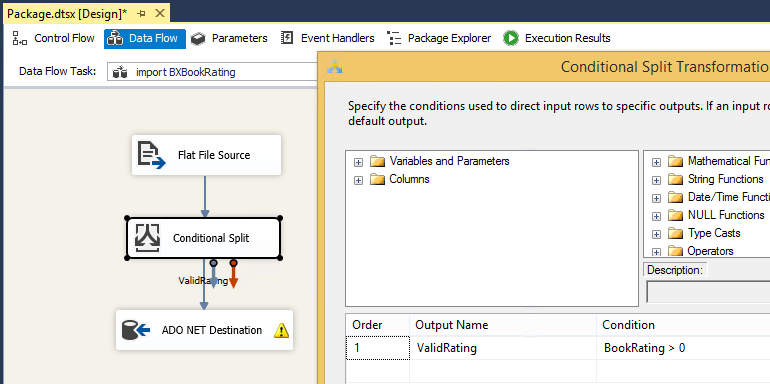 Package.dtsx [Design]*
Control Flow Data Flow Parameters Event Handlers Package Explorer Execution Results
Data Flow Task: import BXBookRating
Conditional Split Transformatio
Specify the conditions used to direct input rows to specific outputs. If an input ro
default output.
Flat File Source
Conditional Split
ValidRating
ADO NET Destination
Variables and Parameters
Columns
Mathematical Func
String Functions
Date/Time Functi
NULL Functions
Type Casts
Operators
Description:
Order Output Name Condition
1 ValidRating BookRating > 0